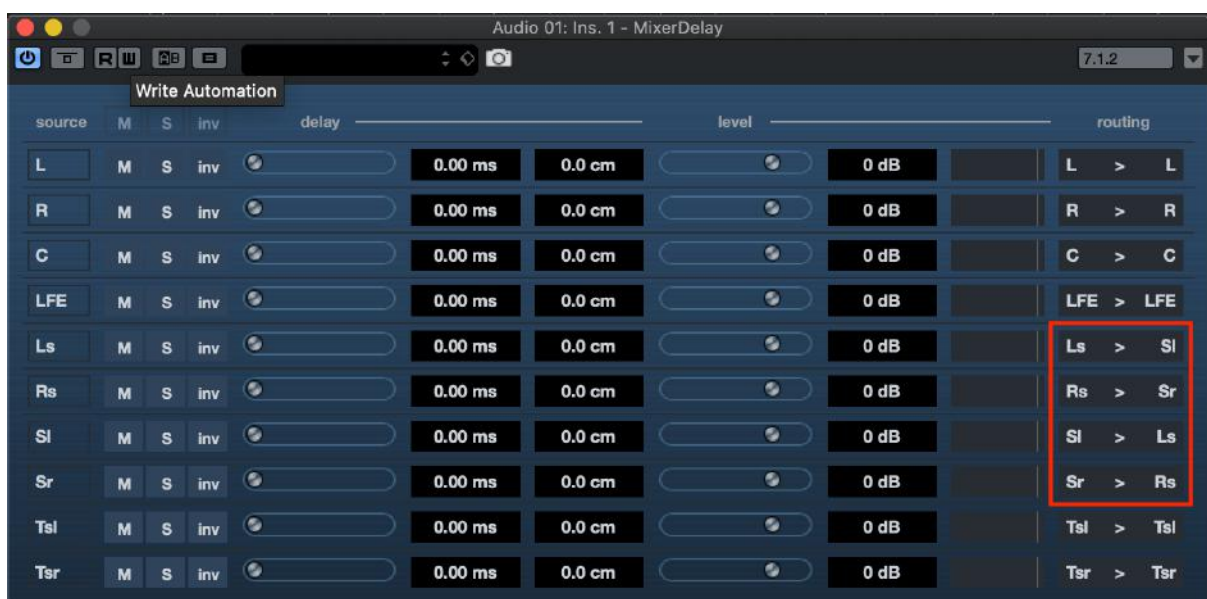 Audio 01: Ins. 1 - MixerDelay
R W AB 7.1.2
Write Automation
source M S inv delay level routing
L M S inv 0.00 ms 0.0 cm 0 dB L > L
R M S inv 0.00 ms 0.0 cm 0 dB R > R
C M S inv 0.00 ms 0.0 cm 0 dB C > C
LFE M S inv 0.00 ms 0.0 cm 0 dB LFE > LFE
Ls M S inv 0.00 ms 0.0 cm 0 dB Ls > Sl
Rs M S inv 0.00 ms 0.0 cm 0 dB Rs > Sr
Sl M S inv 0.00 ms 0.0 cm 0 dB Sl > Ls
Sr M S inv 0.00 ms 0.0 cm 0 dB Sr > Rs
Tsl M S inv 0.00 ms 0.0 cm 0 dB Tsl > Tsl
Tsr M S inv 0.00 ms 0.0 cm 0 dB Tsr > Tsr